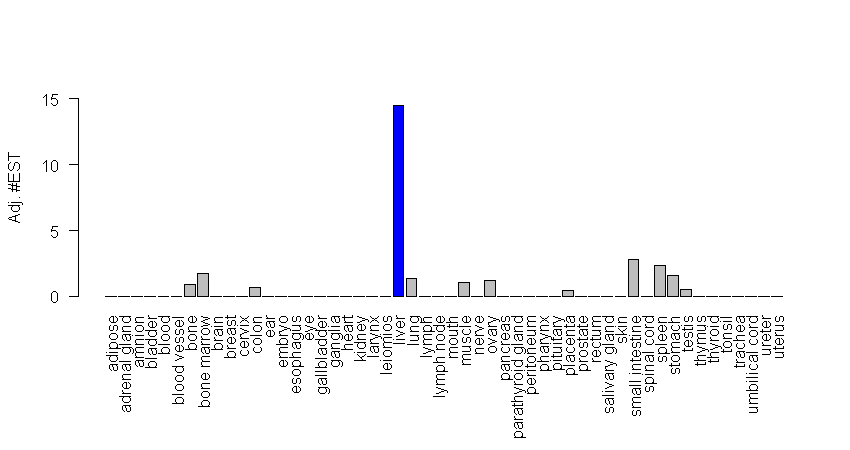 15
10
5
0
Adj. #EST
adipose
adrenal gland
amnion
bladder
blood
blood vessel
bone
bone marrow
brain
breast
cervix
colon
ear
embryo
esophagus
eye
gallbladder
ganglia
heart
kidney
larynx
leiomios
liver
lung
lymph
lymph node
mouth
muscle
nerve
ovary
pancreas
parathyroid gland
peritoneum
pharynx
pituitary
placenta
prostate
rectum
salivary gland
skin
small intestine
spinal cord
spleen
stomach
testis
thymus
thyroid
tonsil
trachea
umbilical cord
ureter
uterus